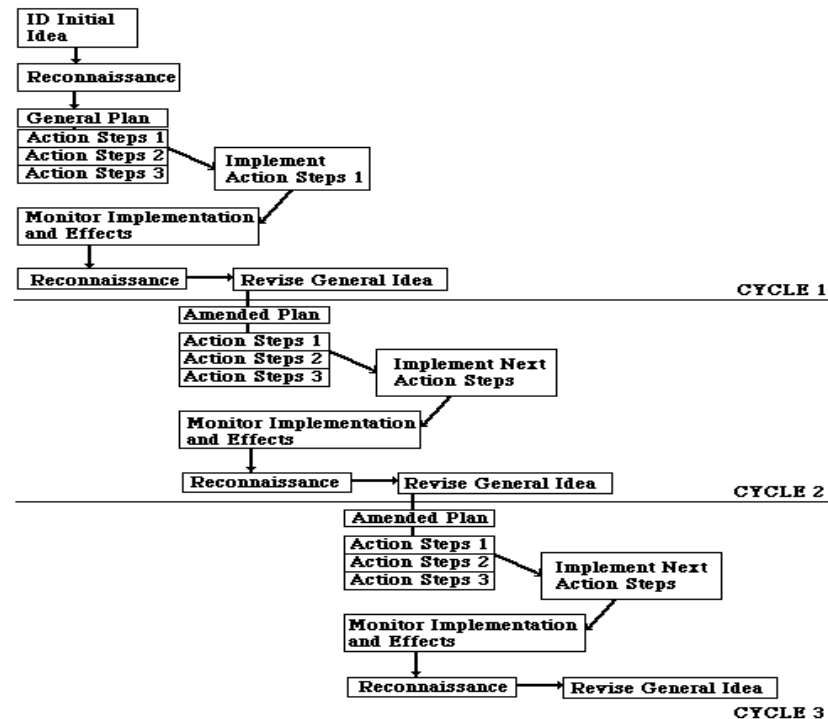 ID Initial
Idea
Reconnaissance
General Plan
Action Steps 1
Action Steps 2
Action Steps 3
Implement
Action Steps 1
Monitor Implementation
and Effects
Reconnaissance
Revise General Idea
CYCLE 1
Amended Plan
Action Steps 1
Action Steps 2
Action Steps 3
Implement Next
Action Steps
Monitor Implementation
and Effects
Reconnaissance
Revise General Idea
CYCLE 2
Amended Plan
Action Steps 1
Action Steps 2
Action Steps 3
Implement Next
Action Steps
Monitor Implementation
and Effects
Reconnaissance
Revise General Idea
CYCLE 3